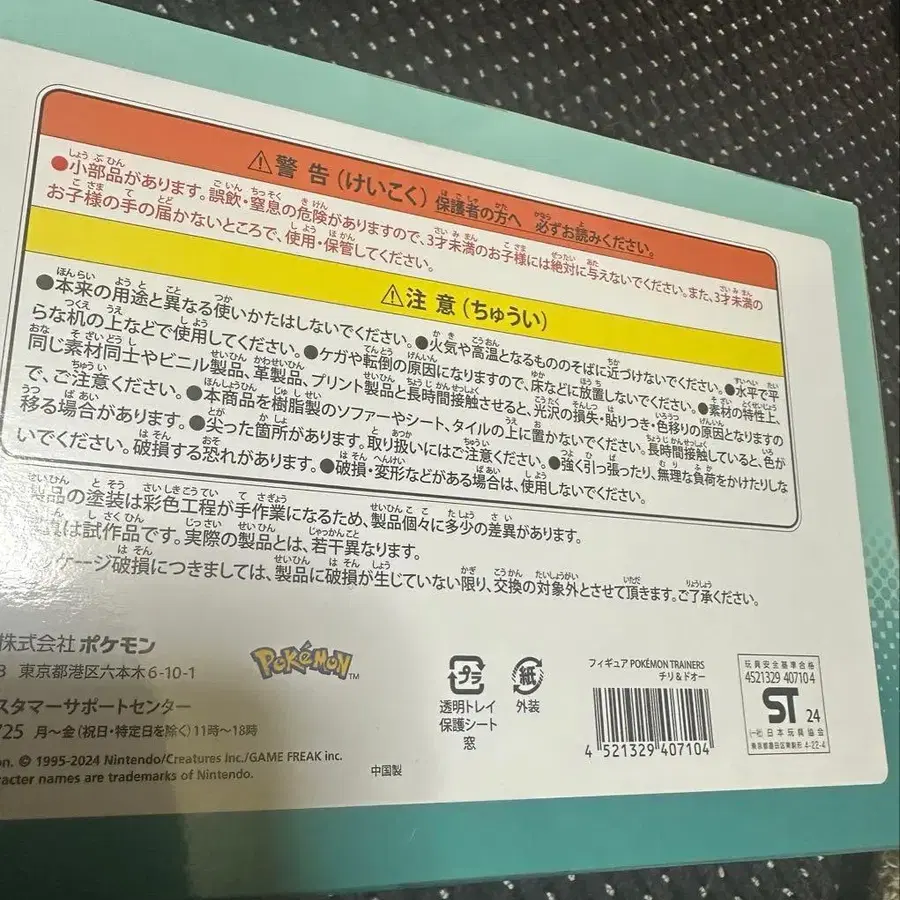 ⚠警告(けいこく) 保護者の方へ 必ずお読みください。
●小部品があります。誤飲・窒息の危険がありますので、3才未満のお子様には絶対に与えないでください。また、3才未満の
お子様の手の届かないところで、使用・保管してください。
⚠注意(ちゅうい)
●本来の用途と異なる使いかたはしないでください。●火気や高温となるもののそばに近づけないでください。●水平で平
らな机の上などで使用してください。●ケガや転倒の原因になりますので、床などに放置しないでください。●素材の特性上、
同じ素材同士やビニル製品、革製品、プリント製品と長時間接触させると、光沢の損失・貼りつき・色移りの原因となりますの
で、ご注意ください。●本商品を樹脂製のソファーやシート、タイルの上に置かないでください。長時間接触していると、色が
移る場合があります。●尖った箇所があります。取り扱いにはご注意ください。●強く引っ張ったり、無理な負荷をかけたりしな
いでください。破損する恐れがあります。●破損・変形などがある場合は、使用しないでください。
製品の塗装は彩色工程が手作業になるため、製品個々に多少の差異があります。
は試作品です。実際の製品とは、若干異なります。
ッケージ破損につきましては、製品に破損が生じていない限り、交換の対象外とさせて頂きます。ご了承ください。
株式会社ポケモン
8 東京都港区六本木6-10-1
スタマーサポートセンター
725 月〜金(祝日・特定日を除く)11時〜18時
on. © 1995-2024 Nintendo/Creatures Inc./GAME FREAK inc.
racter names are trademarks of Nintendo.
POKéMON™
中国製
プラ
透明トレイ
保護シート
窓
紙
外装
フィギュア POKÉMON TRAINERS
チリ&ドオー
4 521329 407104
玩具安全基準合格
4521329 407104
ST 24
(一社)日本玩具協会
東京都墨田区東駒形 4-22-4